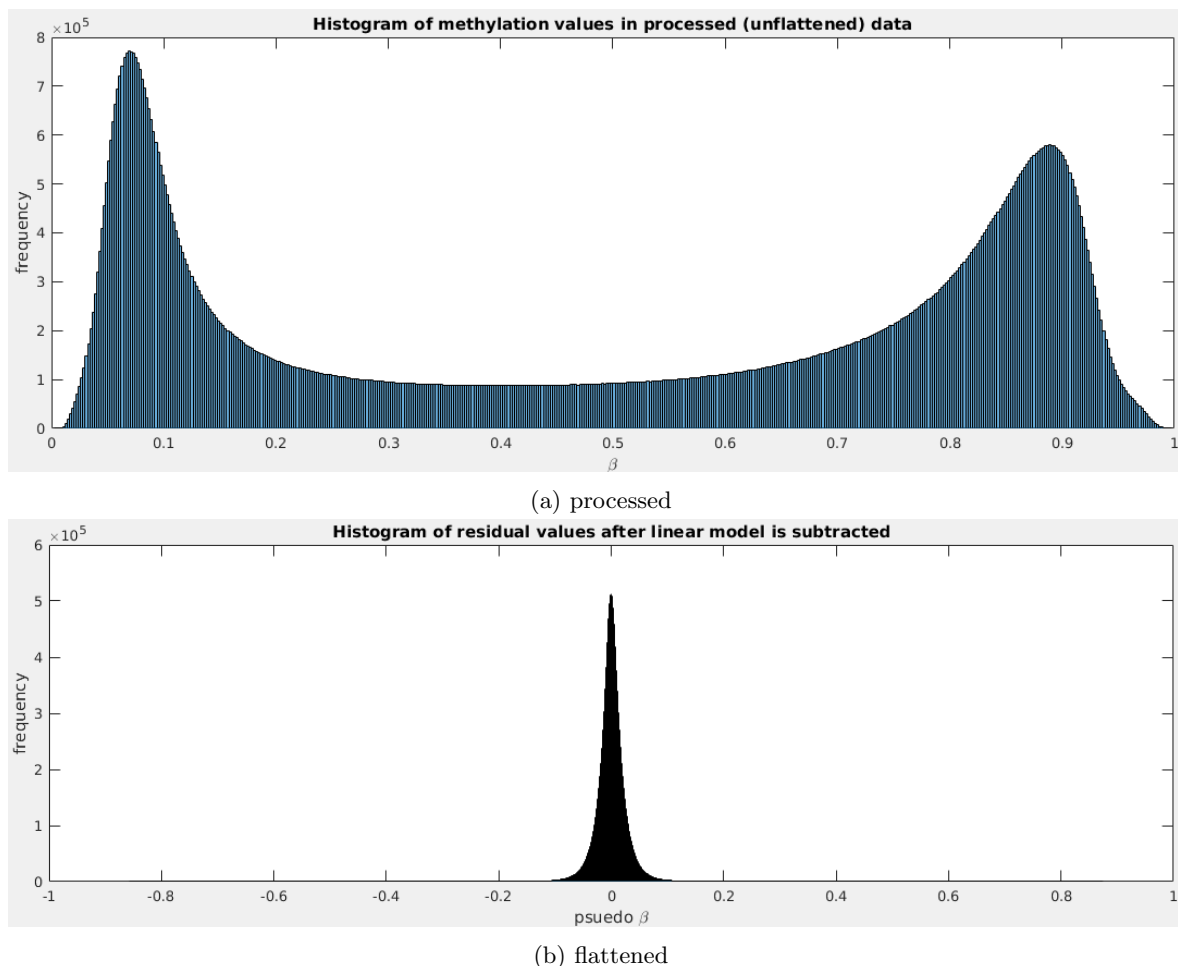 Histogram of methylation values in processed (unflattened) data
×10⁵
8
7
6
5
4
3
2
1
0
frequency
0 0.1 0.2 0.3 0.4 0.5 0.6 0.7 0.8 0.9 1
β
(a) processed
Histogram of residual values after linear model is subtracted
×10⁵
6
5
4
3
2
1
0
frequency
-1 -0.8 -0.6 -0.4 -0.2 0 0.2 0.4 0.6 0.8 1
psuedo β
(b) flattened